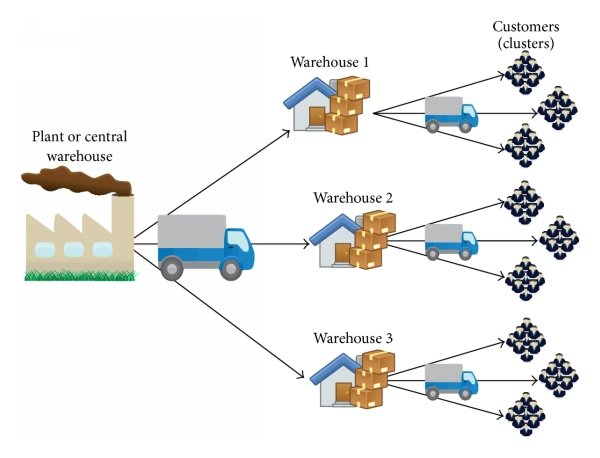 Customers
(clusters)
Warehouse 1
Plant or central
warehouse
Warehouse 2
Warehouse 3